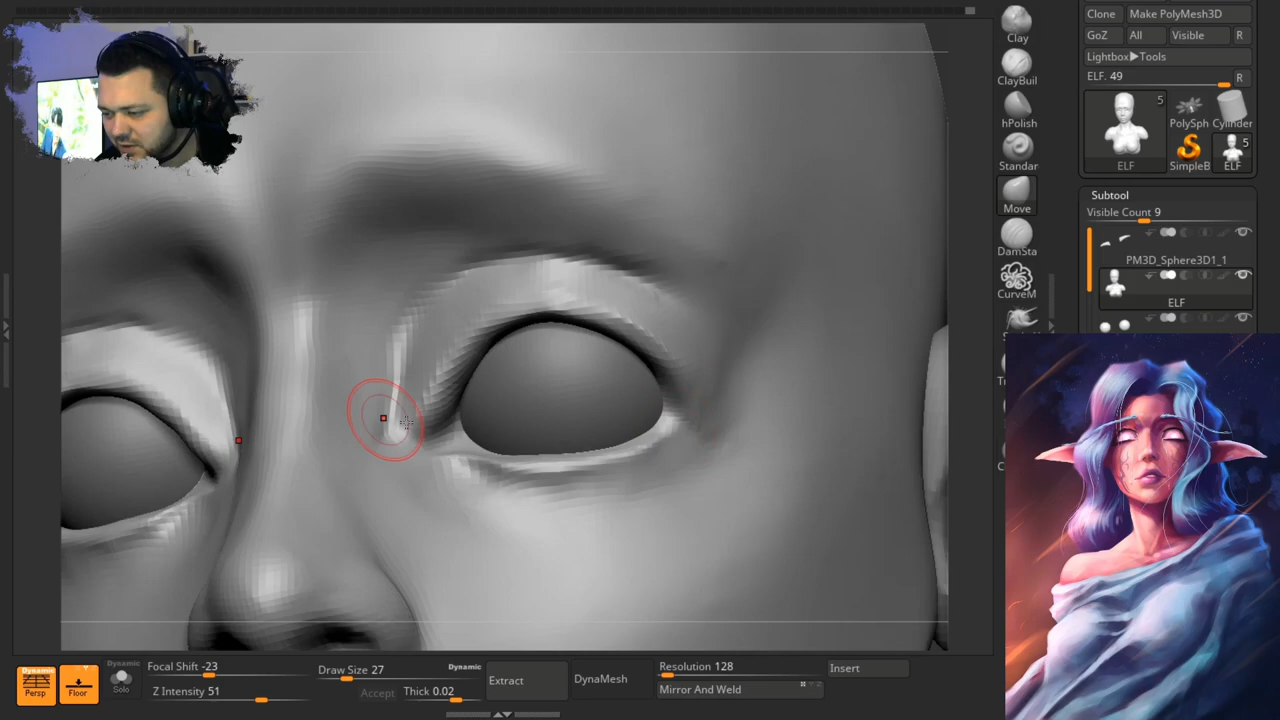 Clone Make PolyMesh3D
GoZ All Visible R
Lightbox▶Tools
ELF. 49 R
5
PolySph Cylinder
5
ELF SimpleB ELF
Subtool
Visible Count 9
PM3D_Sphere3D1_1
ELF
Clay
ClayBuil
hPolish
Standar
Move
DamSta
CurveM
Dynamic
Persp
Floor
Dynamic
Solo
Focal Shift -23
Z Intensity 51
Draw Size 27
Dynamic
Accept
Thick 0.02
Extract
DynaMesh
Resolution 128
Mirror And Weld
Insert